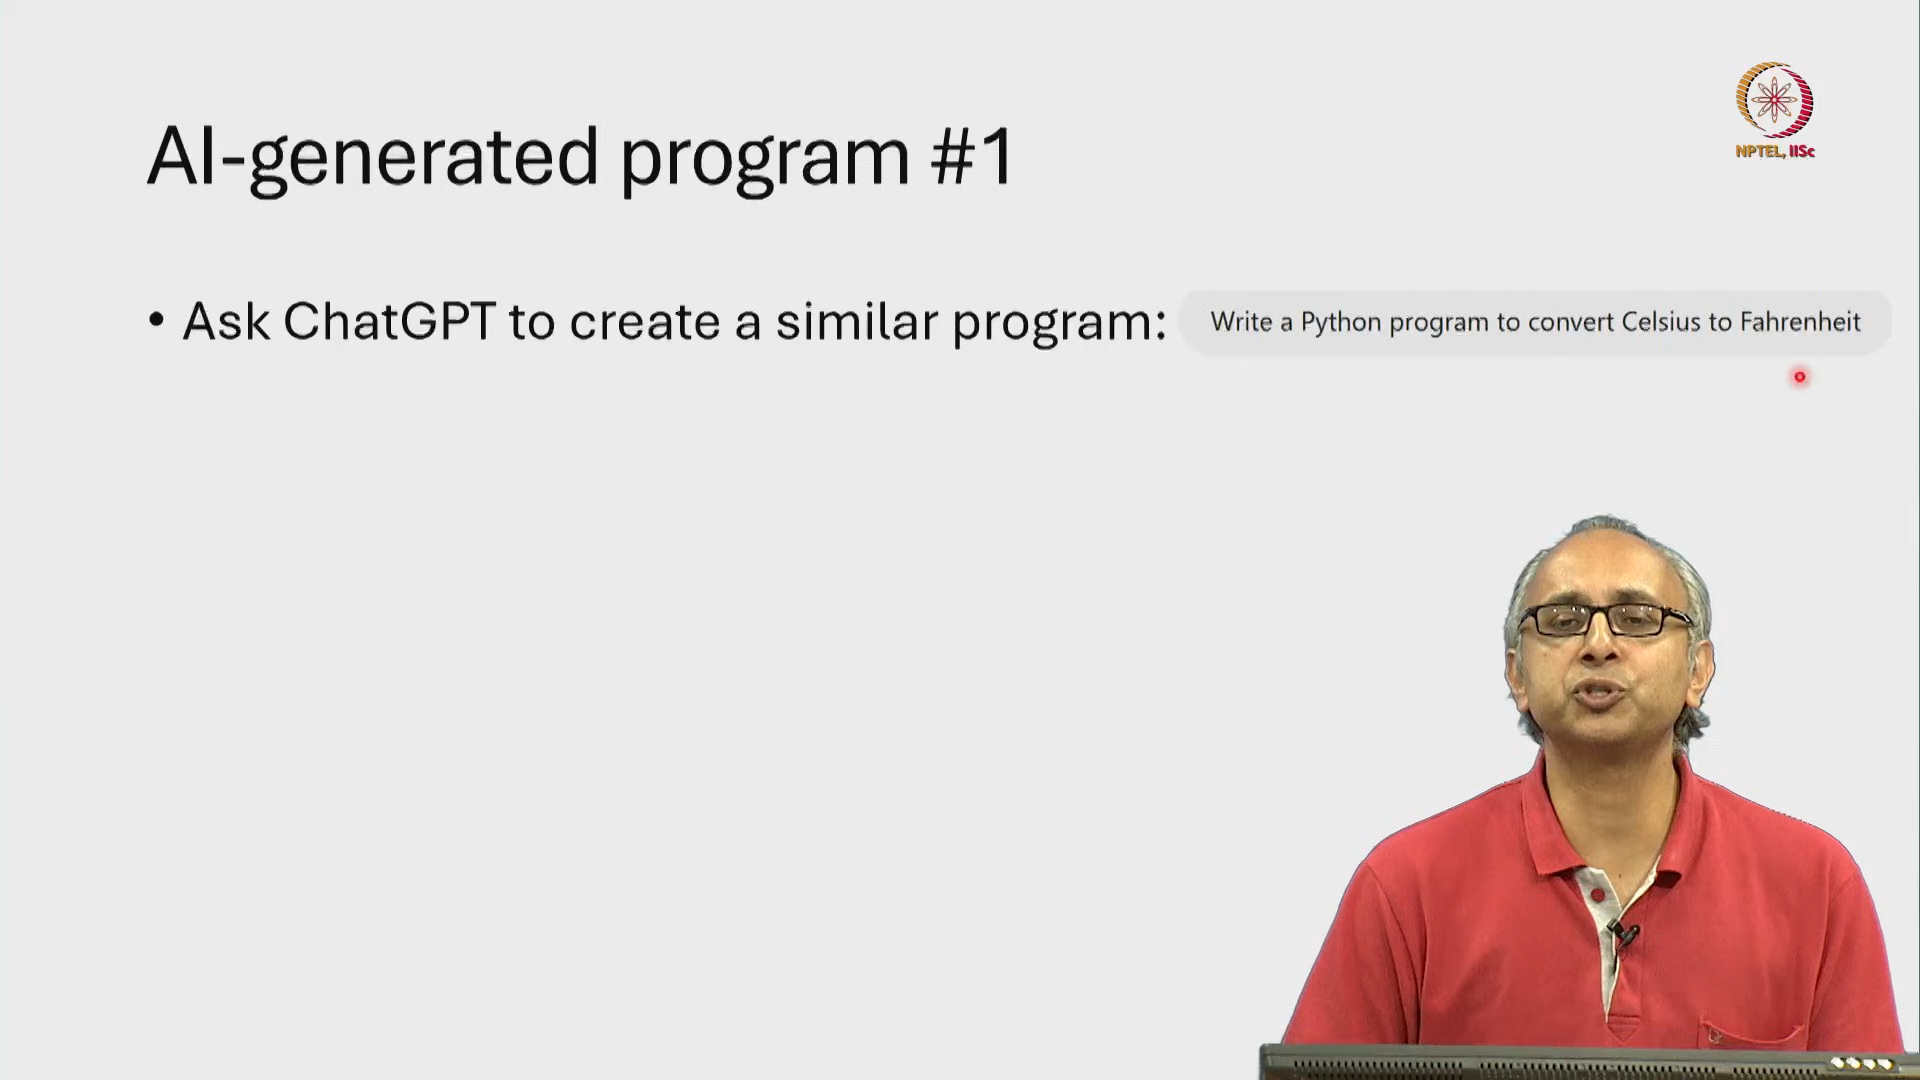 NPTEL, IISc
AI-generated program #1
• Ask ChatGPT to create a similar program:
Write a Python program to convert Celsius to Fahrenheit